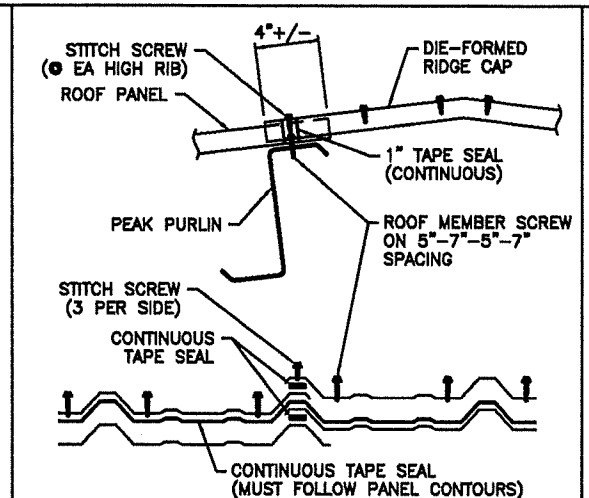 4"+/-
STITCH SCREW
(@ EA HIGH RIB)
ROOF PANEL
DIE-FORMED
RIDGE CAP
1" TAPE SEAL
(CONTINUOUS)
PEAK PURLIN
ROOF MEMBER SCREW
ON 5"-7"-5"-7"
SPACING
STITCH SCREW
(3 PER SIDE)
CONTINUOUS
TAPE SEAL
CONTINUOUS TAPE SEAL
(MUST FOLLOW PANEL CONTOURS)